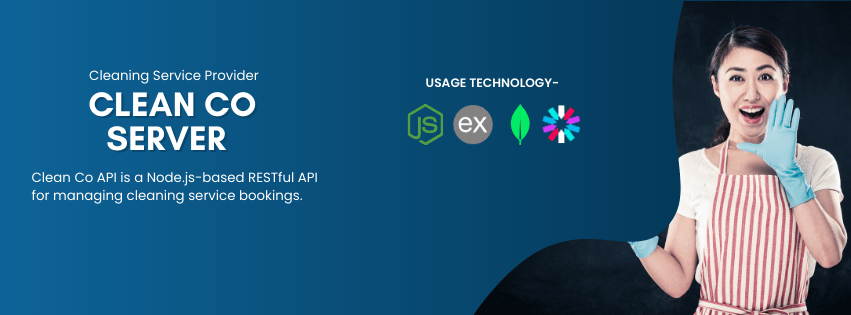 Cleaning Service Provider
CLEAN CO
SERVER
Clean Co API is a Node.js-based RESTful API
for managing cleaning service bookings.
USAGE TECHNOLOGY-
JS
ex